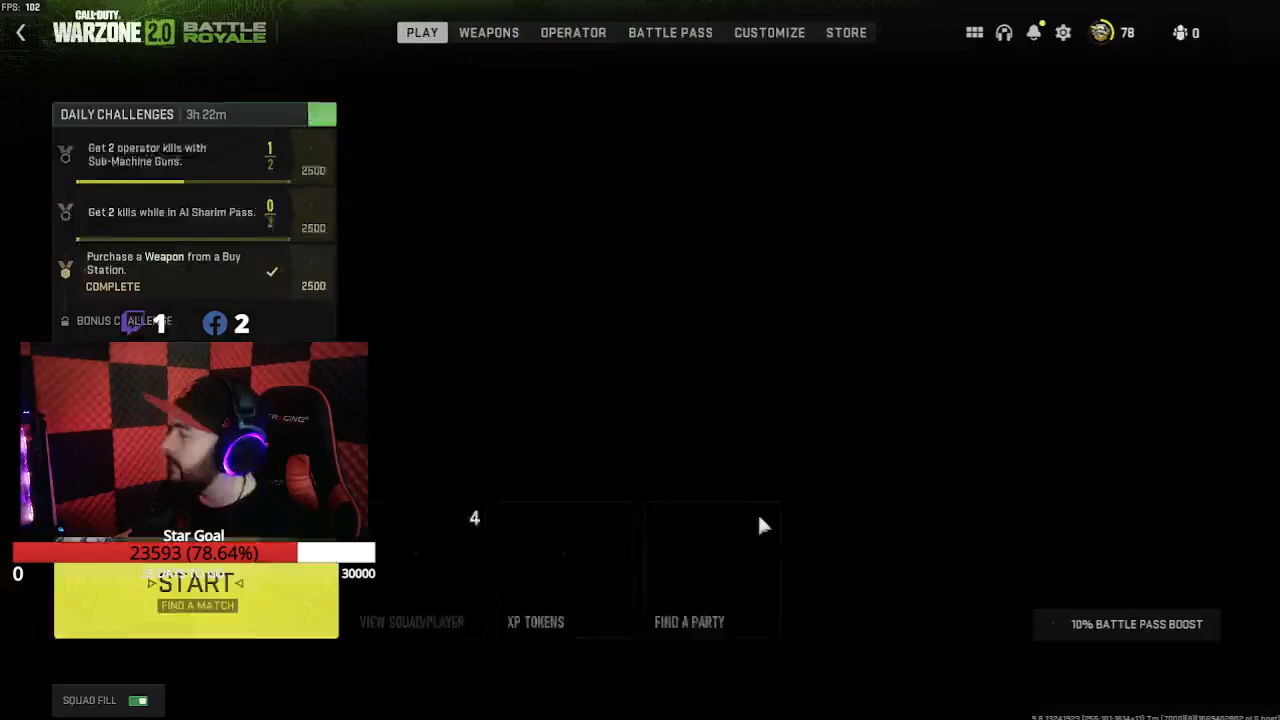 FPS: 102
CALL·DUTY
WARZONE 2.0 BATTLE ROYALE
PLAY WEAPONS OPERATOR BATTLE PASS CUSTOMIZE STORE
78
0
DAILY CHALLENGES | 3h 22m
Get 2 operator kills with
Sub-Machine Guns.
1
2
2500
Get 2 kills while in Al Sharim Pass.
0
2
2500
Purchase a Weapon from a Buy
Station.
COMPLETE
2500
BONUS CHALLENGE
1 2
Star Goal
23593 (78.64%)
0 30000
START
FIND A MATCH
4
VIEW SQUAD/PLAYER
XP TOKENS
FIND A PARTY
10% BATTLE PASS BOOST
SQUAD FILL